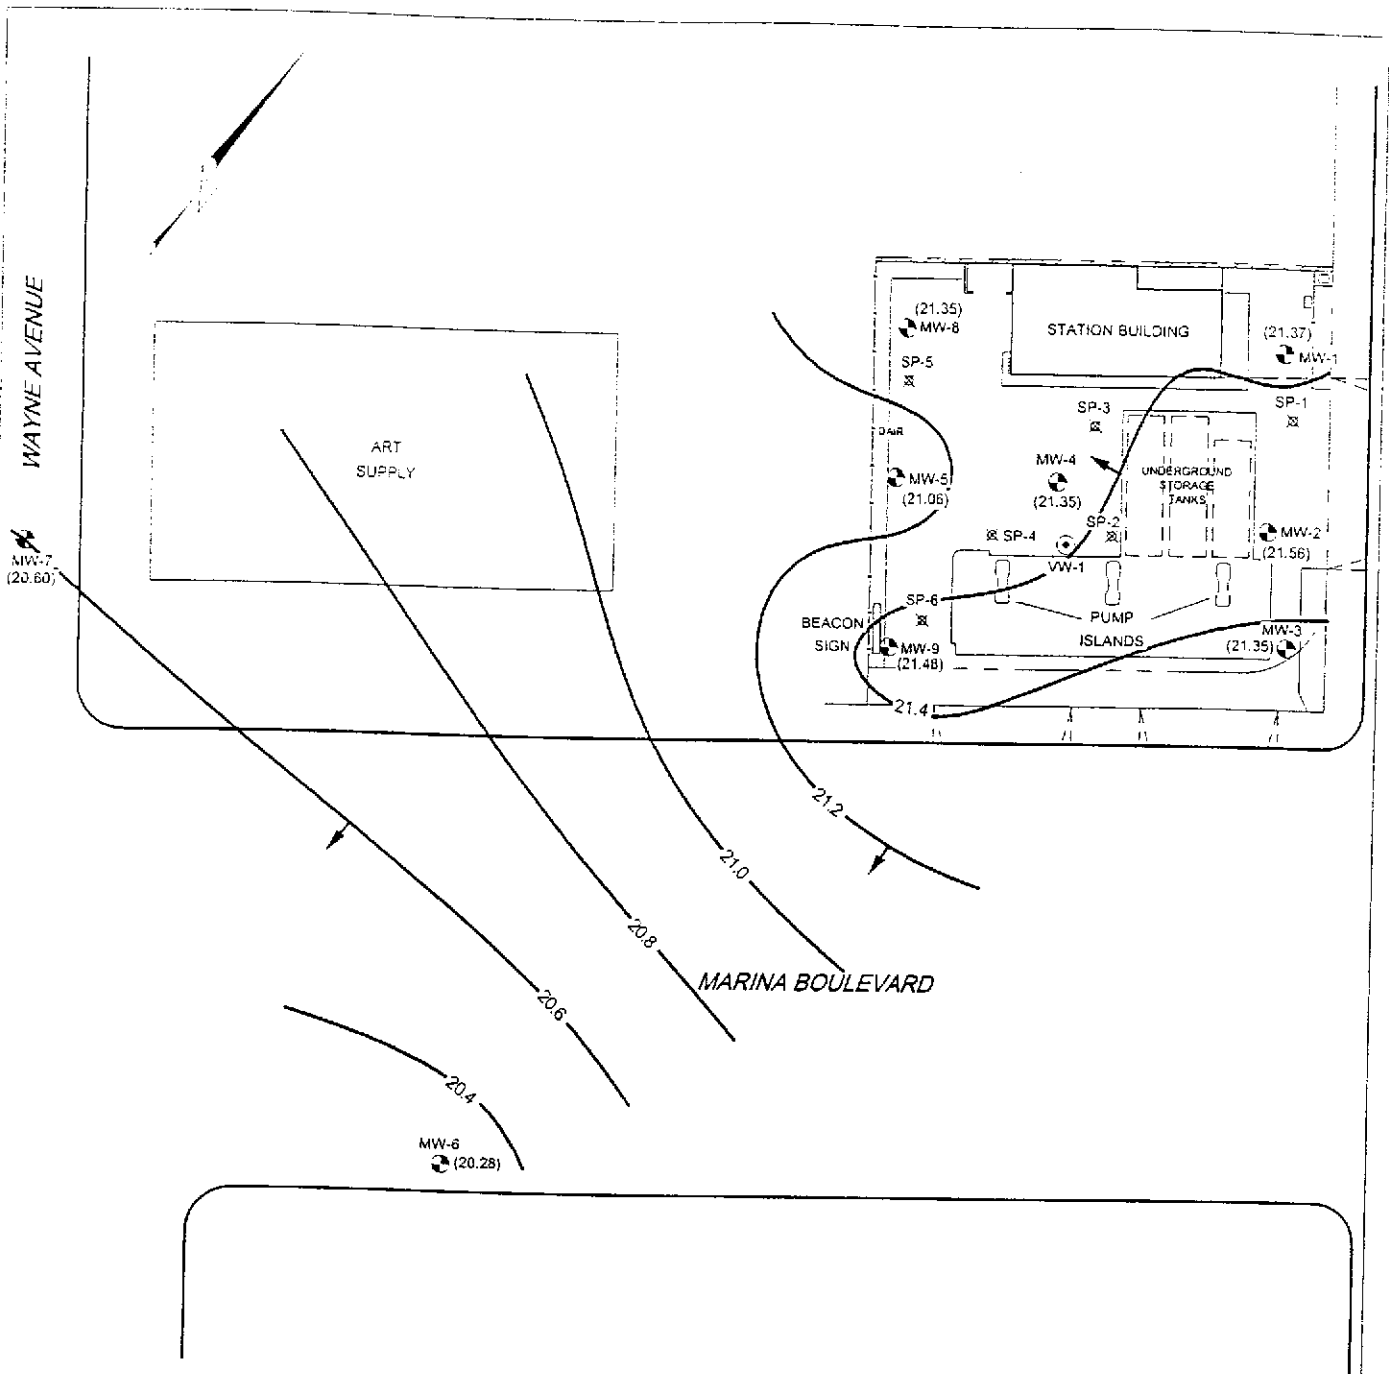 WAYNE AVENUE
(21.35)
MW-8
STATION BUILDING
(21.37)
MW-1
SP-5
SP-1
SP-3
AIR
ART
SUPPLY
MW-4
(21.35)
UNDERGROUND
STORAGE
TANKS
MW-5
(21.06)
SP-2
SP-4
MW-2
(21.56)
MW-7
(20.60)
VW-1
SP-6
BEACON
SIGN
PUMP
ISLANDS
MW-3
(21.35)
MW-9
(21.48)
21.4
21.2
21.0
20.8
MARINA BOULEVARD
20.6
20.4
MW-6
(20.28)